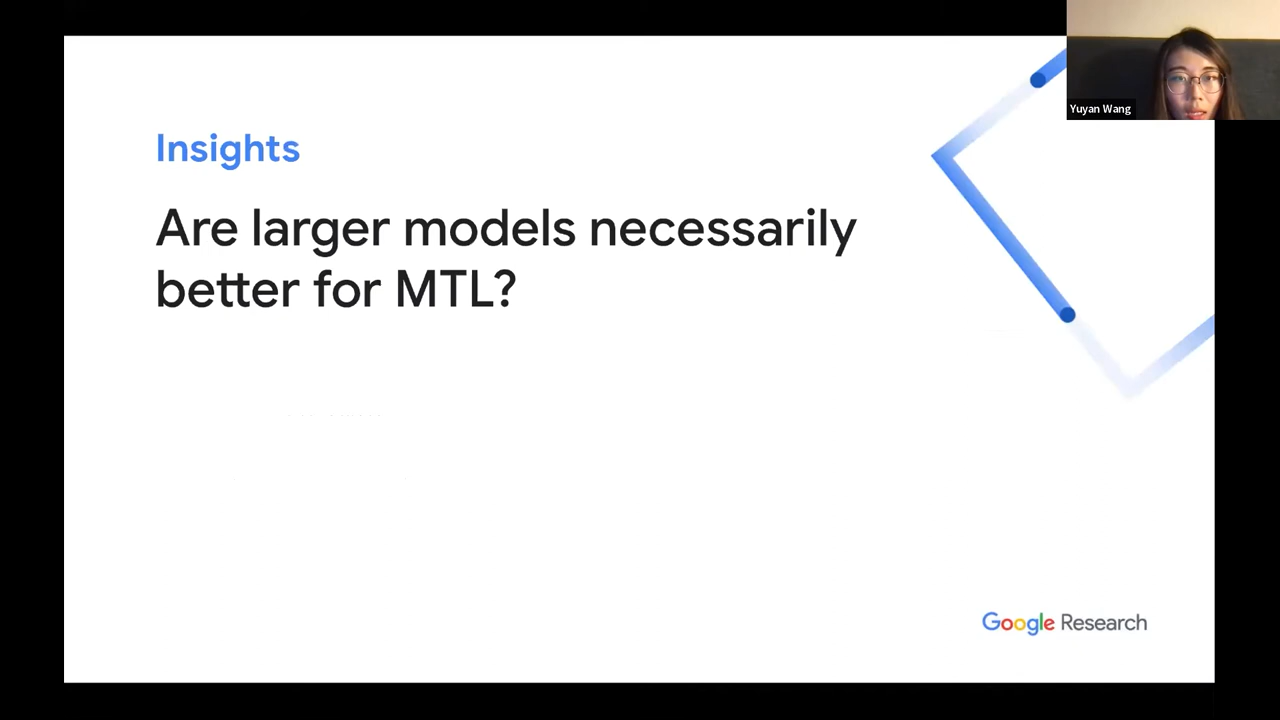 Yuyan Wang
Insights
Are larger models necessarily
better for MTL?
Google Research